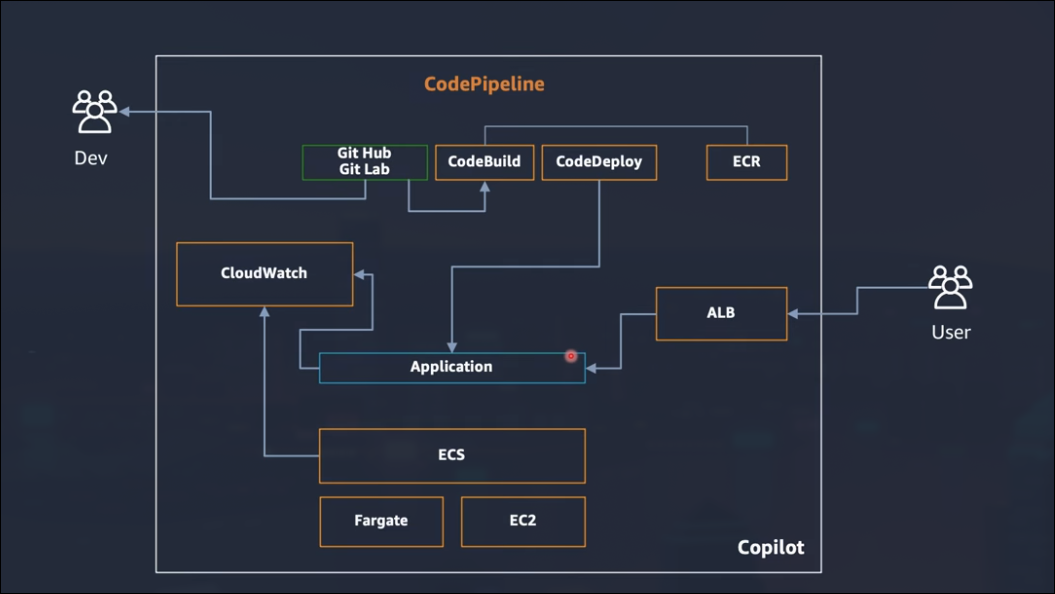 CodePipeline
Dev
Git Hub
Git Lab
CodeBuild
CodeDeploy
ECR
CloudWatch
ALB
User
Application
ECS
Fargate
EC2
Copilot